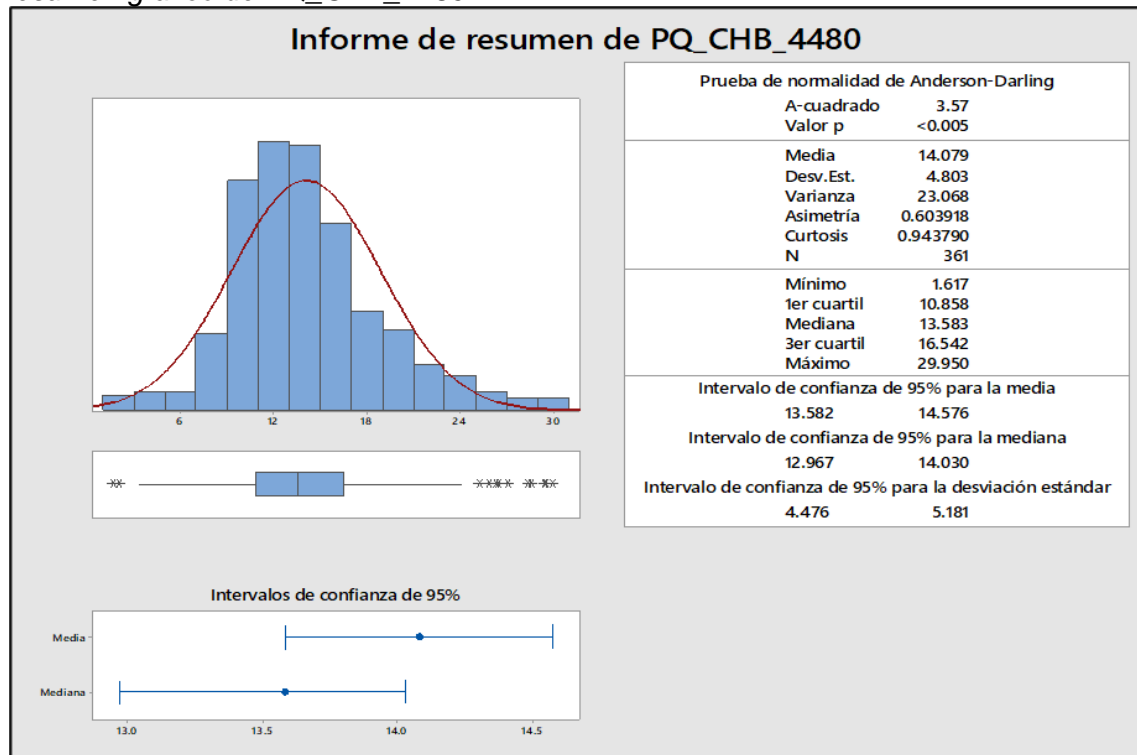 Informe de resumen de PQ_CHB_4480
Prueba de normalidad de Anderson-Darling
A-cuadrado 3.57
Valor p <0.005
Media 14.079
Desv.Est. 4.803
Varianza 23.068
Asimetría 0.603918
Curtosis 0.943790
N 361
Mínimo 1.617
1er cuartil 10.858
Mediana 13.583
3er cuartil 16.542
Máximo 29.950
Intervalo de confianza de 95% para la media
13.582 14.576
Intervalo de confianza de 95% para la mediana
12.967 14.030
Intervalo de confianza de 95% para la desviación estándar
4.476 5.181
6 12 18 24 30
Intervalos de confianza de 95%
Media
Mediana
13.0 13.5 14.0 14.5